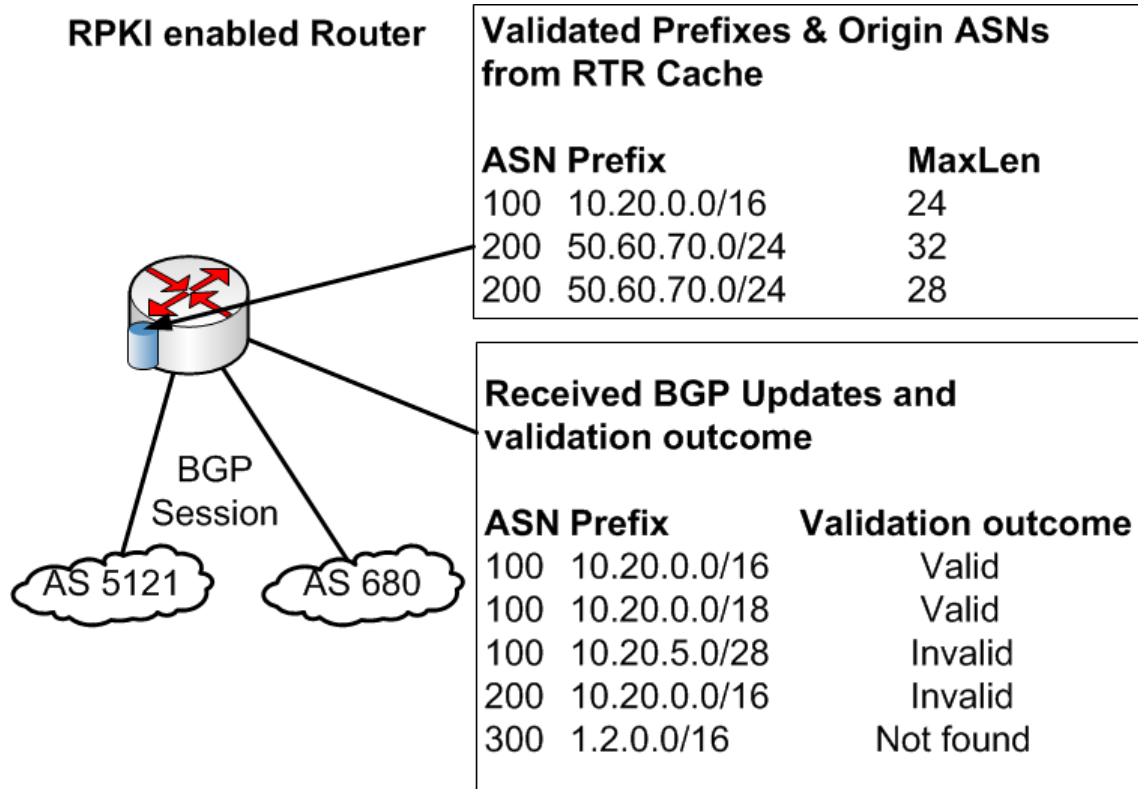 RPKI enabled Router
Validated Prefixes & Origin ASNs
from RTR Cache
ASN Prefix MaxLen
100 10.20.0.0/16 24
200 50.60.70.0/24 32
200 50.60.70.0/24 28
BGP
Session
AS 5121
AS 680
Received BGP Updates and
validation outcome
ASN Prefix Validation outcome
100 10.20.0.0/16 Valid
100 10.20.0.0/18 Valid
100 10.20.5.0/28 Invalid
200 10.20.0.0/16 Invalid
300 1.2.0.0/16 Not found